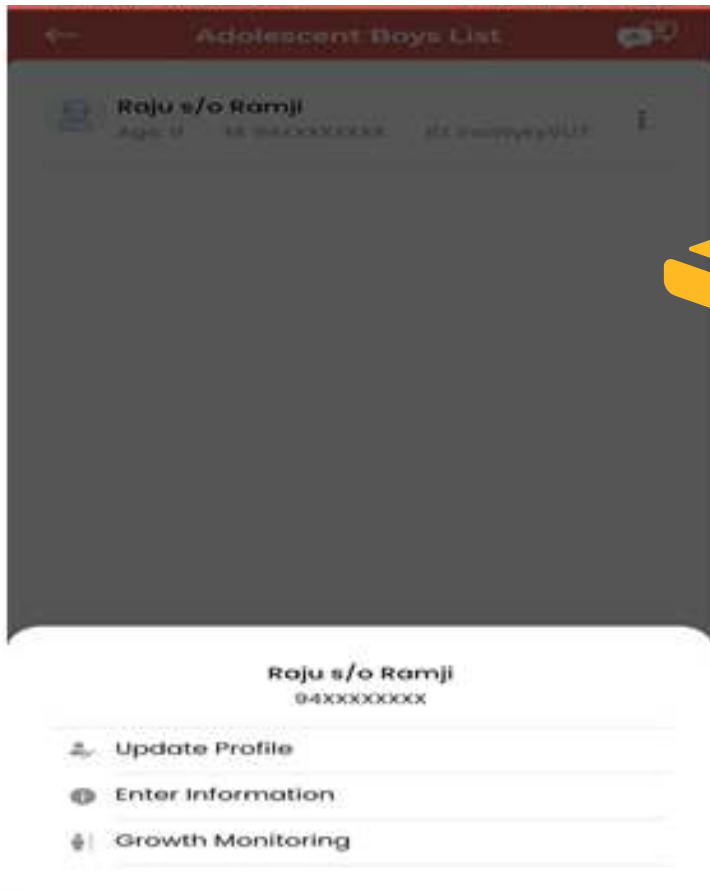 Adolescent Boys List
Raju s/o Ramji
Raju s/o Ramji
94XXXXXXXX
Update Profile
Enter Information
Growth Monitoring